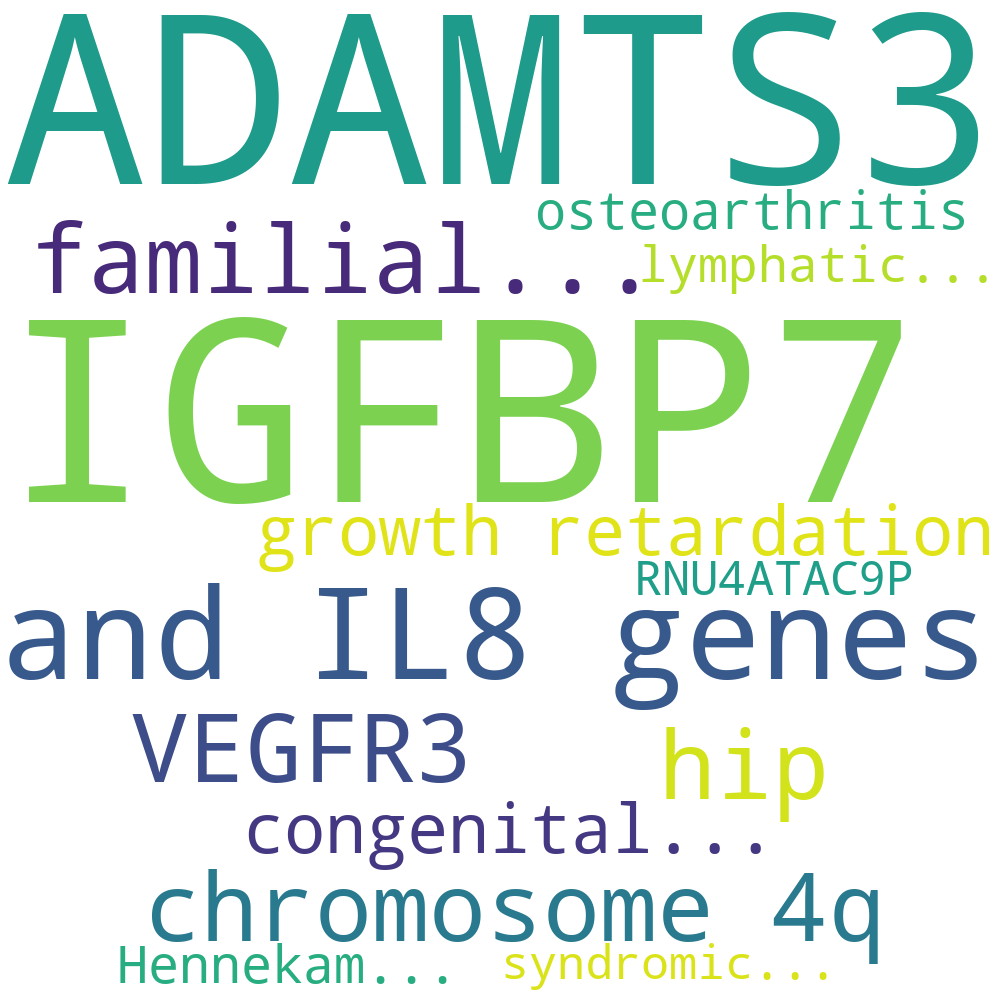 ADAMTS3
osteoarthritis
familial...
lymphatic...
IGFBP7
growth retardation
RNU4ATAC9P
and IL8 genes
VEGFR3
hip
congenital...
chromosome 4q
Hennekam...
syndromic...